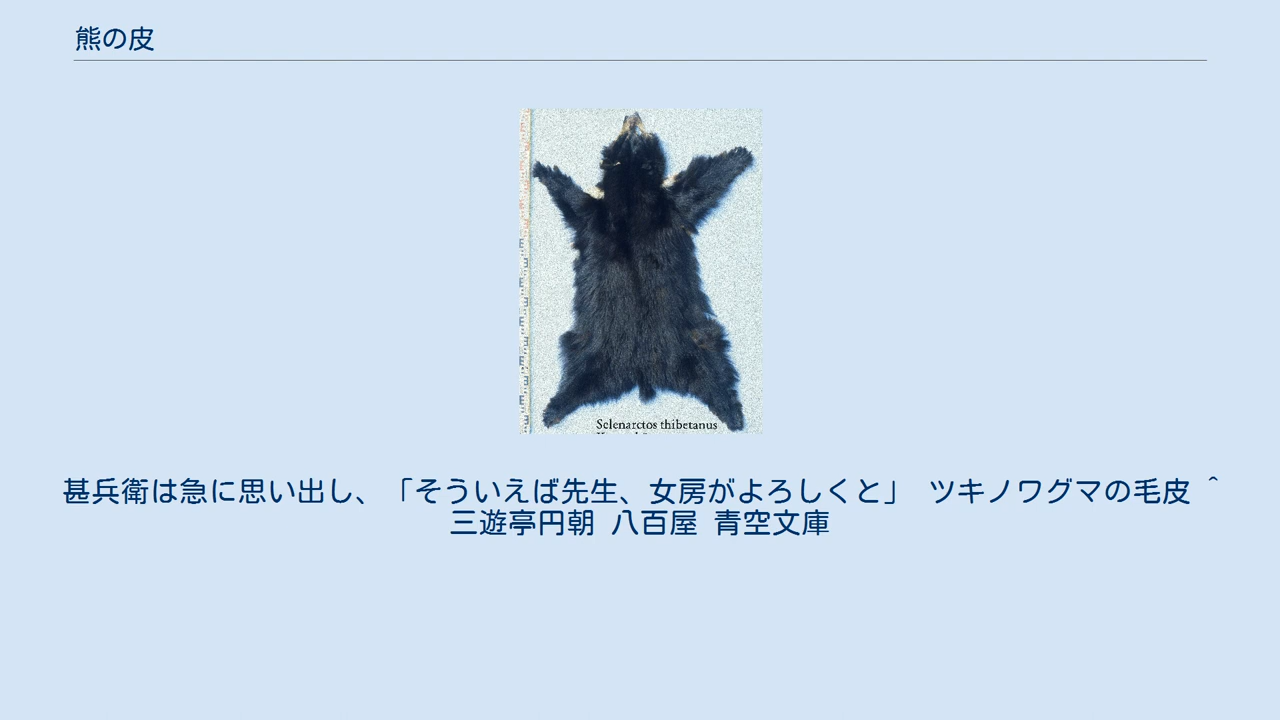 熊の皮
Selenarctos thibetanus
甚兵衛は急に思い出し、「そういえば先生、女房がよろしくと」 ツキノワグマの毛皮 ^
三遊亭円朝 八百屋 青空文庫